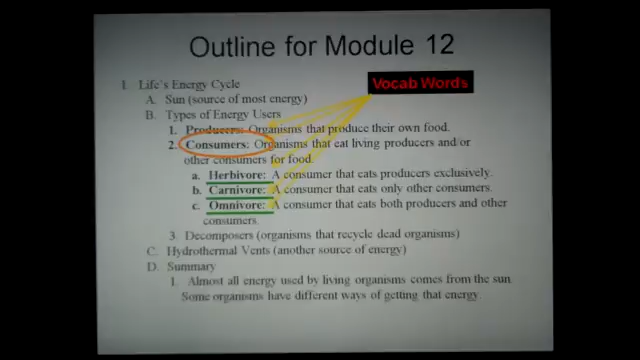 Outline for Module 12
Vocab Words
I. Life's Energy Cycle
A. Sun (source of most energy)
B. Types of Energy Users
1. Producers: Organisms that produce their own food.
2. Consumers: Organisms that eat living producers and/or
other consumers for food.
a. Herbivore: A consumer that eats producers exclusively.
b. Carnivore: A consumer that eats only other consumers.
c. Omnivore: A consumer that eats both producers and other
consumers.
3. Decomposers (organisms that recycle dead organisms)
C. Hydrothermal Vents (another source of energy)
D. Summary
1. Almost all energy used by living organisms comes from the sun.
Some organisms have different ways of getting that energy.